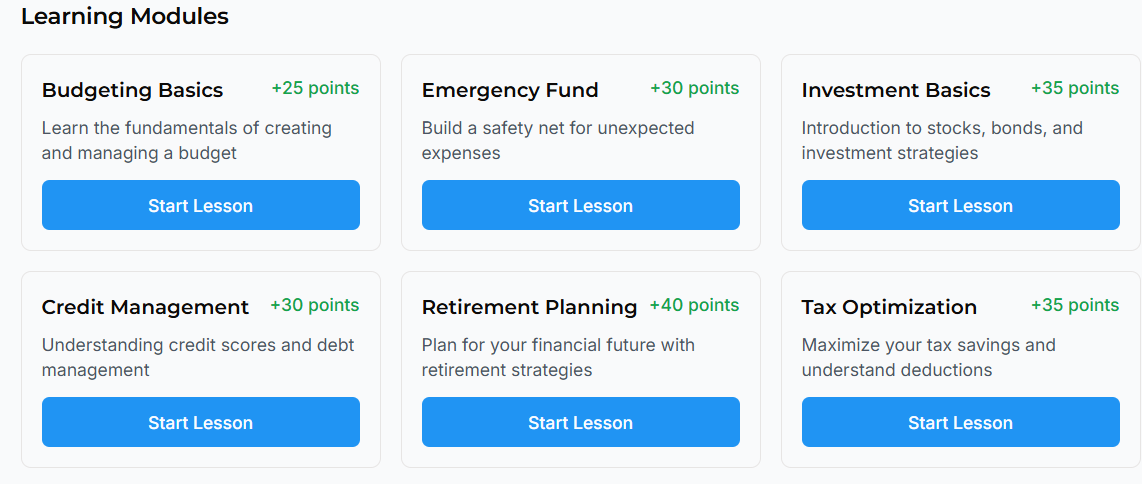 Learning Modules
Budgeting Basics +25 points
Learn the fundamentals of creating
and managing a budget
Start Lesson
Emergency Fund +30 points
Build a safety net for unexpected
expenses
Start Lesson
Investment Basics +35 points
Introduction to stocks, bonds, and
investment strategies
Start Lesson
Credit Management +30 points
Understanding credit scores and debt
management
Start Lesson
Retirement Planning +40 points
Plan for your financial future with
retirement strategies
Start Lesson
Tax Optimization +35 points
Maximize your tax savings and
understand deductions
Start Lesson